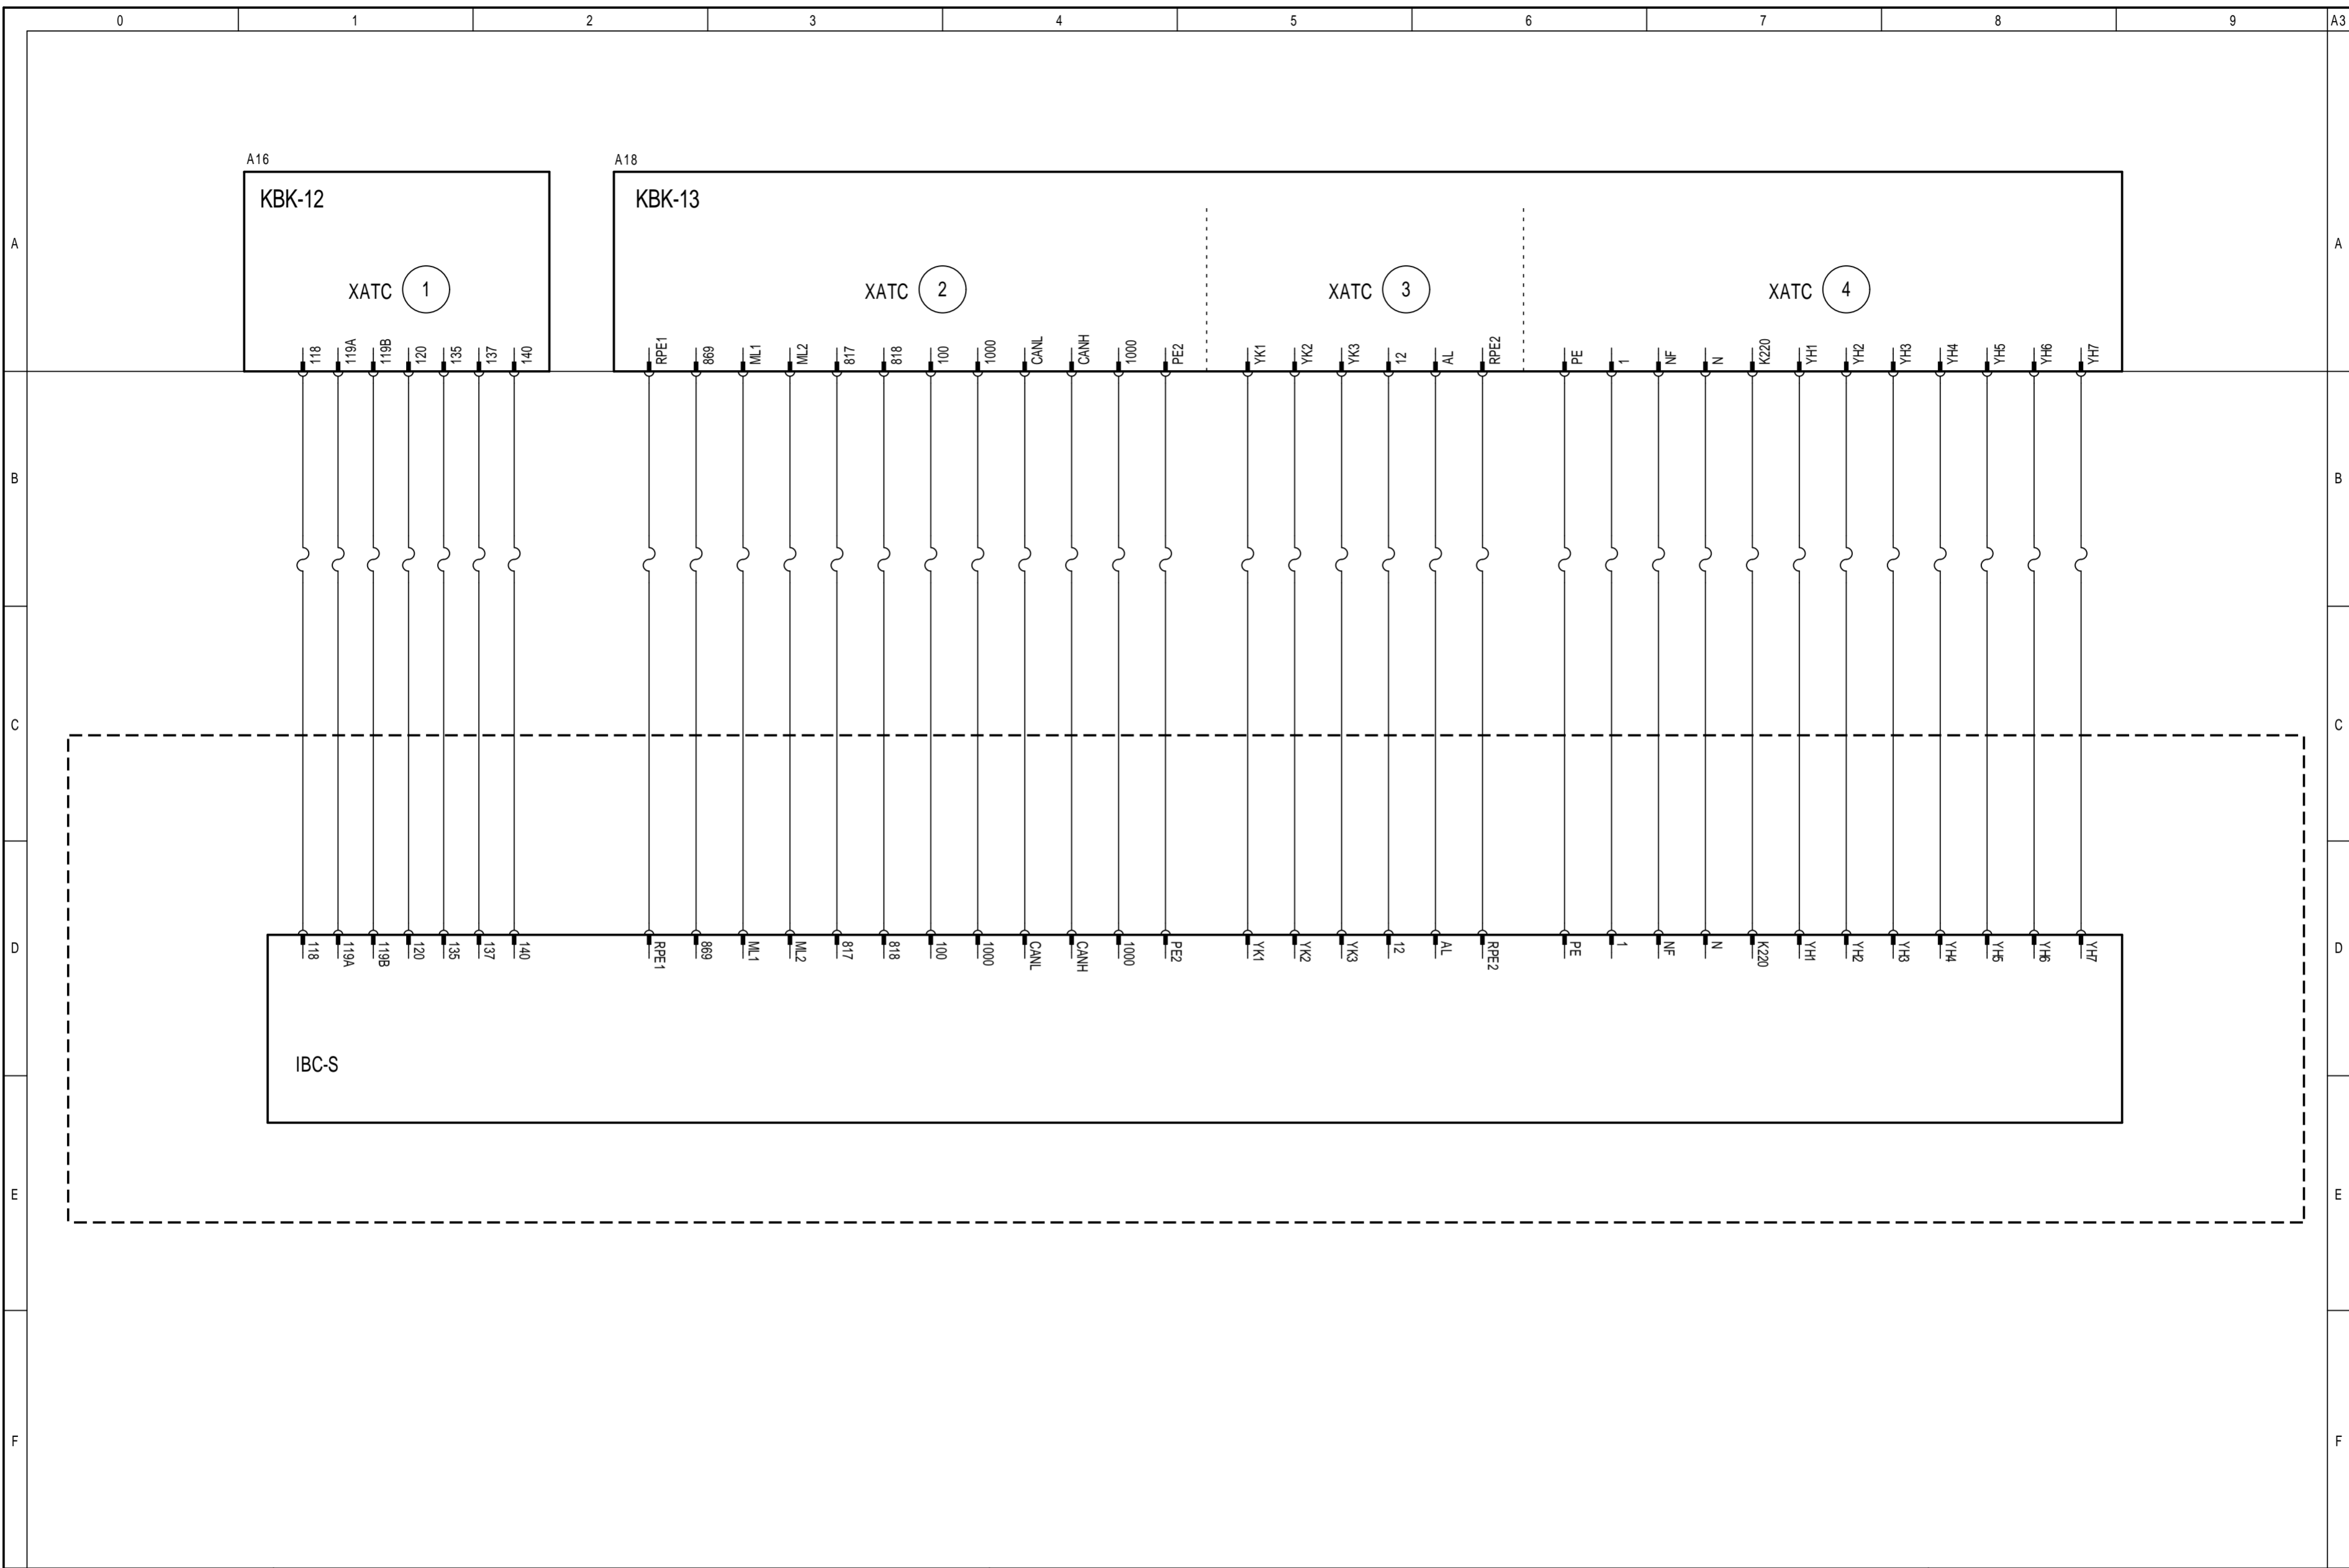 0 1 2 3 4 5 6 7 8 9 A3
A16 A18
KBK-12 KBK-13
A A
XATC 1 XATC 2 XATC 3 XATC 4
118 119A 119B 120 135 137 140 RPE1 869 ML1 ML2 817 818 100 1000 CANL CANH 1000 PE2 YK1 YK2 YK3 12 AL RPE2 PE 1 NF N K220 YH1 YH2 YH3 YH4 YH5 YH6 YH7
B B
C C
D D
118 119A 119B 120 135 137 140 RPE1 869 ML1 ML2 817 818 100 1000 CANL CANH 1000 PE2 YK1 YK2 YK3 12 AL RPE2 PE 1 NF N K220 YH1 YH2 YH3 YH4 YH5 YH6 YH7
IBC-S
E E
F F